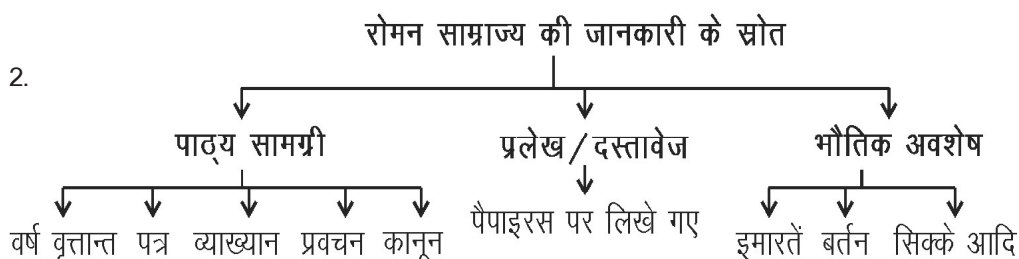 रोमन साम्राज्य की जानकारी के स्रोत
2.
पाठ्य सामग्री प्रलेख/दस्तावेज भौतिक अवशेष
वर्ष वृत्तान्त पत्र व्याख्यान प्रवचन कानून पैपाइरस पर लिखे गए इमारतें बर्तन सिक्के आदि